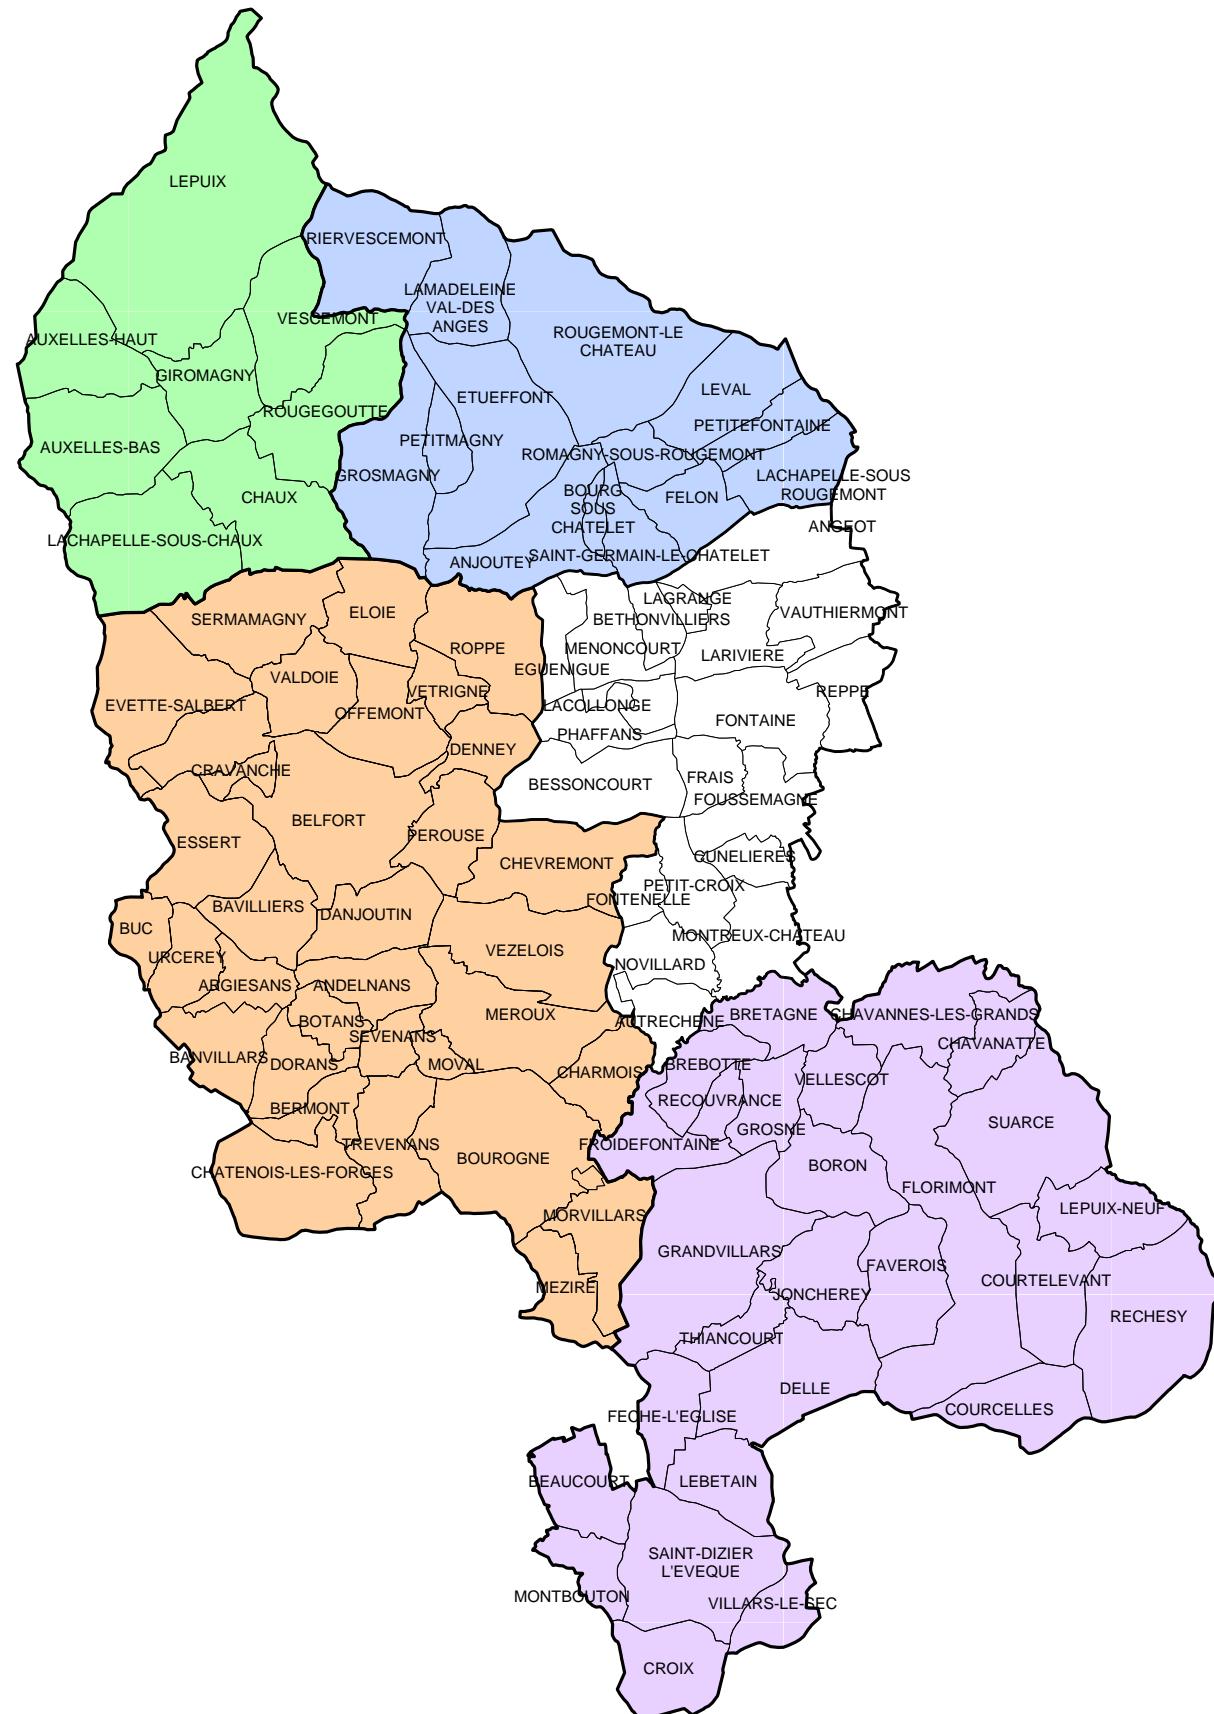 LEPUIX
RIERVESCEMONT
LAMADELEINE
VAL-DES
ANGES
VESCEMONT
ROUGEMONT-LE
CHATEAU
AUXELLES-HAUT
GIROMAGNY
LEVAL
ETUEFFONT
ROUGEGOUTTE
PETITEFONTAINE
PETITMAGNY
AUXELLES-BAS
ROMAGNY-SOUS-ROUGEMONT
GROSMAGNY
LACHAPELLE-SOUS
ROUGEMONT
BOURG
SOUS
CHATELET
FELON
CHAUX
ANGEOT
LACHAPELLE-SOUS-CHAUX
SAINT-GERMAIN-LE-CHATELET
ANJOUTEY
LAGRANGE
SERMAMAGNY
ELOIE
BETHONVILLIERS
VAUTHIERMONT
ROPPE
MENONCOURT
LARIVIERE
EGUENIGUE
VALDOIE
VETRIGNE
REPPE
EVETTE-SALBERT
LACOLLONGE
OFFEMONT
FONTAINE
PHAFFANS
DENNEY
CRAVANCHE
BESSONCOURT
FRAIS
FOUSSEMAGNE
BELFORT
PEROUSE
ESSERT
CUNELIERES
CHEVREMONT
PETIT-CROIX
FONTENELLE
BAVILLIERS
DANJOUTIN
BUC
MONTREUX-CHATEAU
VEZELOIS
URCEREY
NOVILLARD
ARGIESANS
ANDELNANS
MEROUX
BRETAGNE
CHAVANNES-LES-GRANDS
BOTANS
AUTRECHENE
SEVENANS
CHAVANATTE
BANVILLARS
DORANS
MOVAL
BREBOTTE
CHARMOIS
VELLESCOT
RECOUVRANCE
BERMONT
SUARCE
GROSNE
TREVENANS
FROIDEFONTAINE
BOUROGNE
BORON
CHATENOIS-LES-FORGES
FLORIMONT
LEPUIX-NEUF
MORVILLARS
GRANDVILLARS
FAVEROIS
COURTELEVANT
MEZIRE
JONCHEREY
RECHESY
THIANCOURT
DELLE
COURCELLES
FECHE-L'EGLISE
BEAUCOURT
LEBETAIN
SAINT-DIZIER
L'EVEQUE
MONTBOUTON
VILLARS-LE-SEC
CROIX